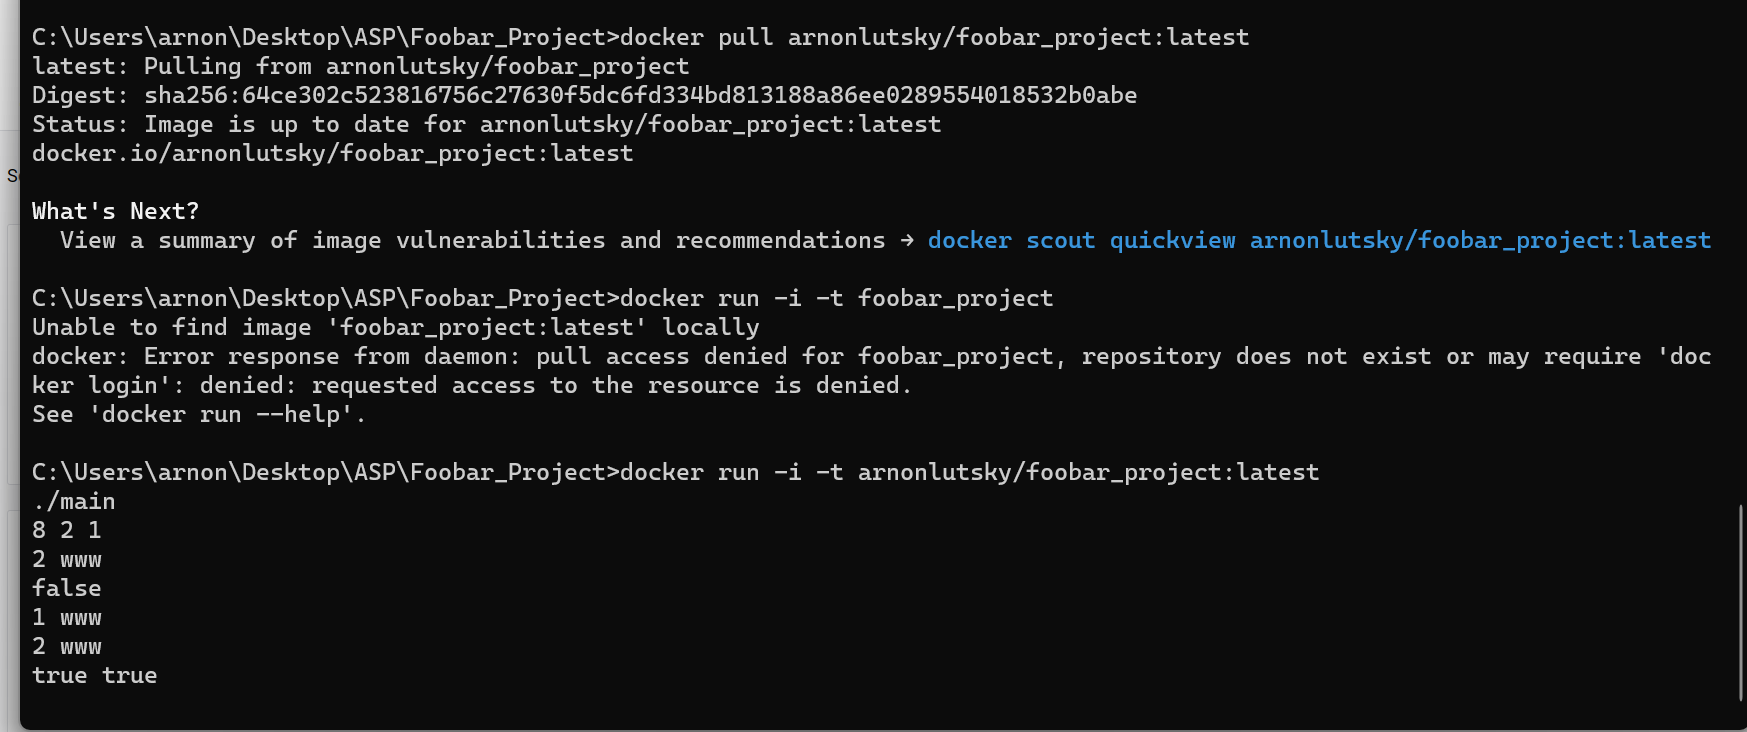 C:\Users\arnon\Desktop\ASP\Foobar_Project>docker pull arnonlutsky/foobar_project:latest
latest: Pulling from arnonlutsky/foobar_project
Digest: sha256:64ce302c523816756c27630f5dc6fd334bd813188a86ee0289554018532b0abe
Status: Image is up to date for arnonlutsky/foobar_project:latest
docker.io/arnonlutsky/foobar_project:latest
What's Next?
View a summary of image vulnerabilities and recommendations → docker scout quickview arnonlutsky/foobar_project:latest
C:\Users\arnon\Desktop\ASP\Foobar_Project>docker run -i -t foobar_project
Unable to find image 'foobar_project:latest' locally
docker: Error response from daemon: pull access denied for foobar_project, repository does not exist or may require 'doc
ker login': denied: requested access to the resource is denied.
See 'docker run --help'.
C:\Users\arnon\Desktop\ASP\Foobar_Project>docker run -i -t arnonlutsky/foobar_project:latest
./main
8 2 1
2 www
false
1 www
2 www
true true